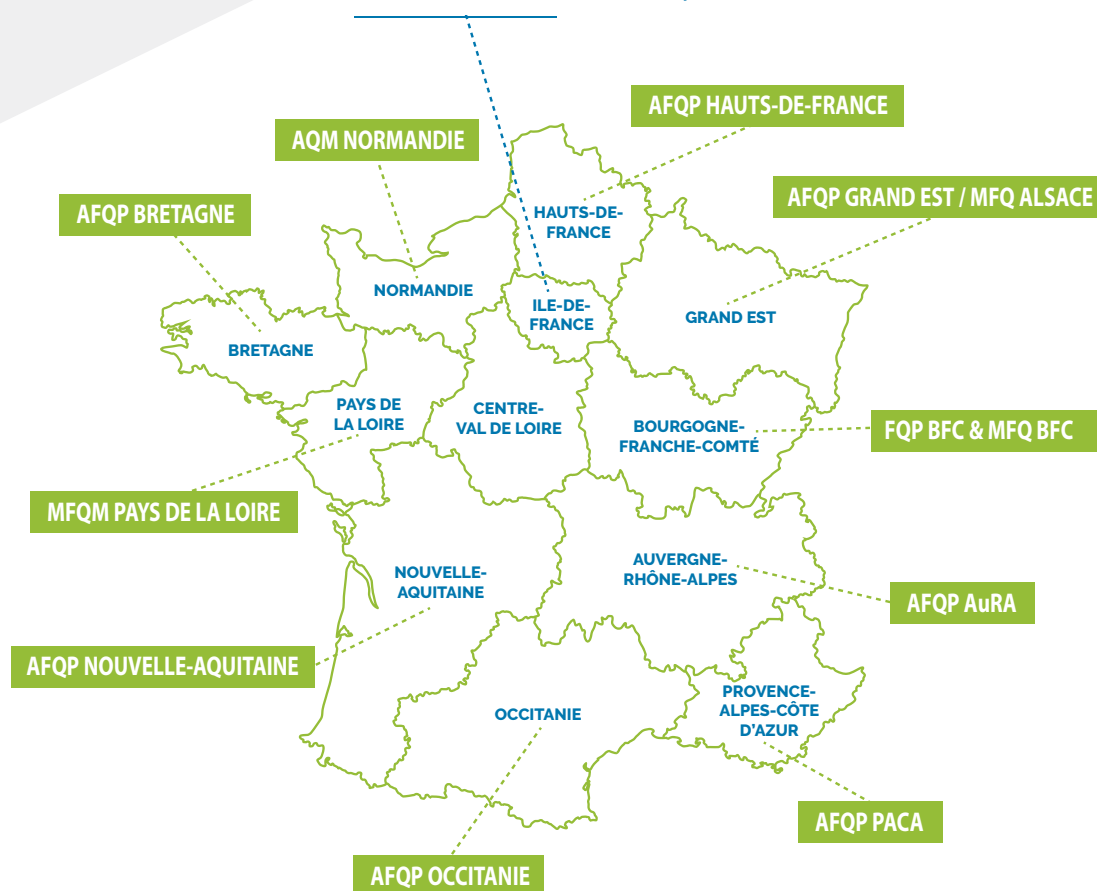 AFQP HAUTS-DE-FRANCE
AQM NORMANDIE
AFQP GRAND EST / MFQ ALSACE
AFQP BRETAGNE
HAUTS-DE-
FRANCE
NORMANDIE
ILE-DE-
FRANCE
GRAND EST
BRETAGNE
PAYS DE
LA LOIRE
CENTRE-
VAL DE LOIRE
BOURGOGNE-
FRANCHE-COMTÉ
FQP BFC & MFQ BFC
MFQM PAYS DE LA LOIRE
AUVERGNE-
RHÔNE-ALPES
NOUVELLE-
AQUITAINE
AFQP AuRA
AFQP NOUVELLE-AQUITAINE
PROVENCE-
ALPES-CÔTE
D'AZUR
OCCITANIE
AFQP PACA
AFQP OCCITANIE